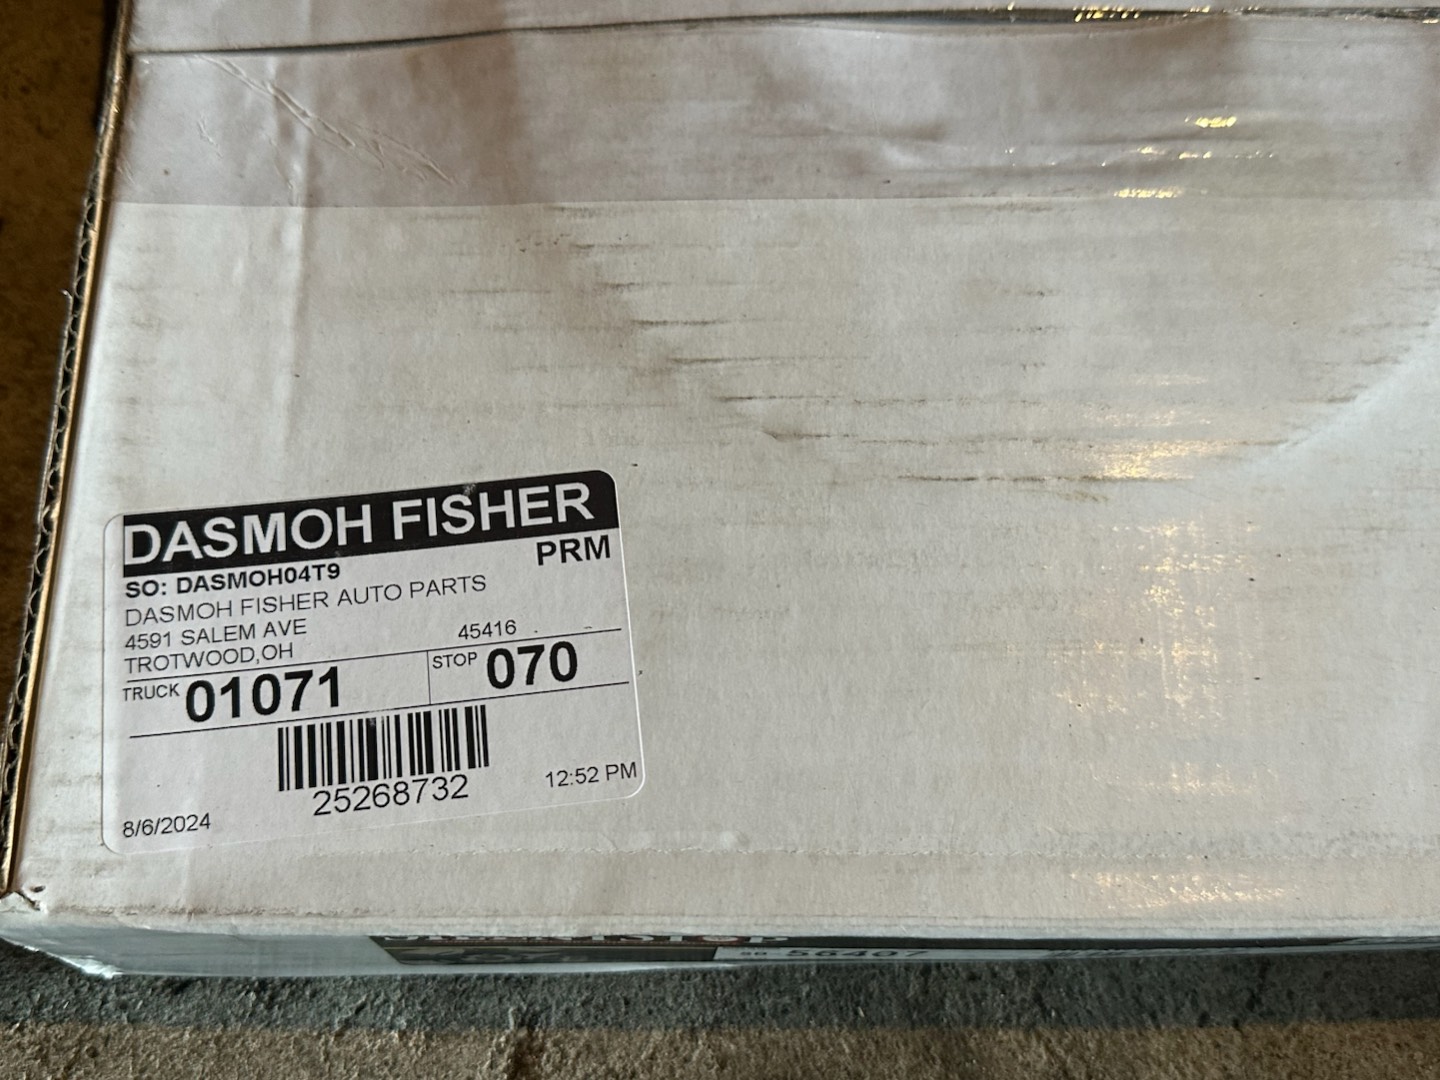 DASMOH FISHER
PRM
SO: DASMOH04T9
DASMOH FISHER AUTO PARTS
4591 SALEM AVE
45416
TROTWOOD,OH
TRUCK 01071
STOP 070
25268732
12:52 PM
8/6/2024
56407